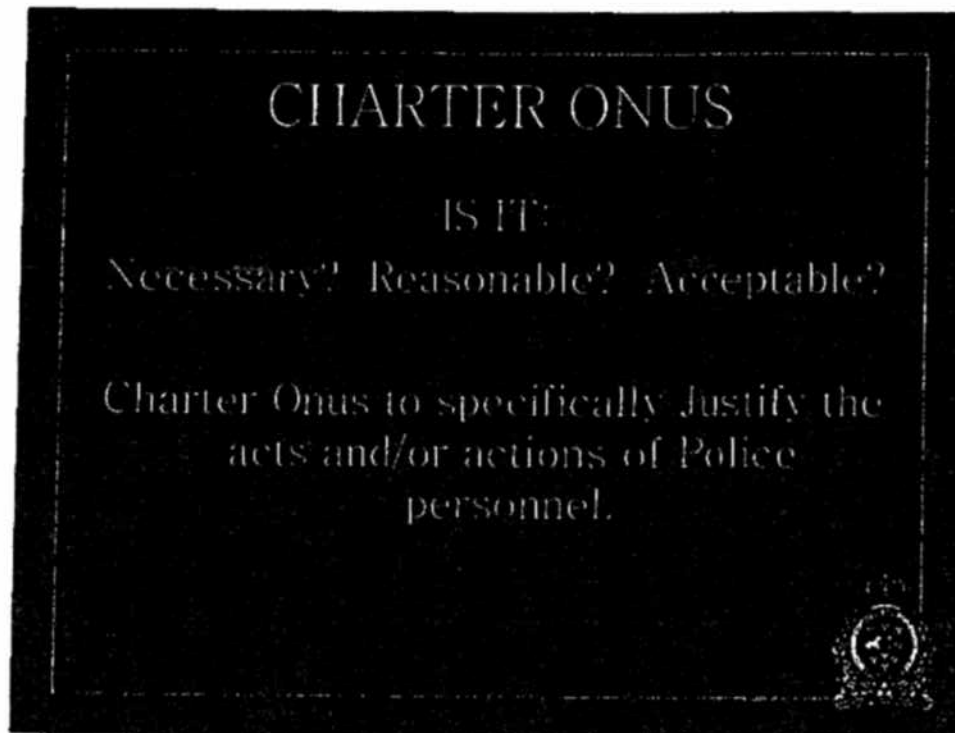 CHARTER ONUS
IS IT:
Necessary? Reasonable? Acceptable?
Charter Onus to specifically Justify the
acts and/or actions of Police
personnel.